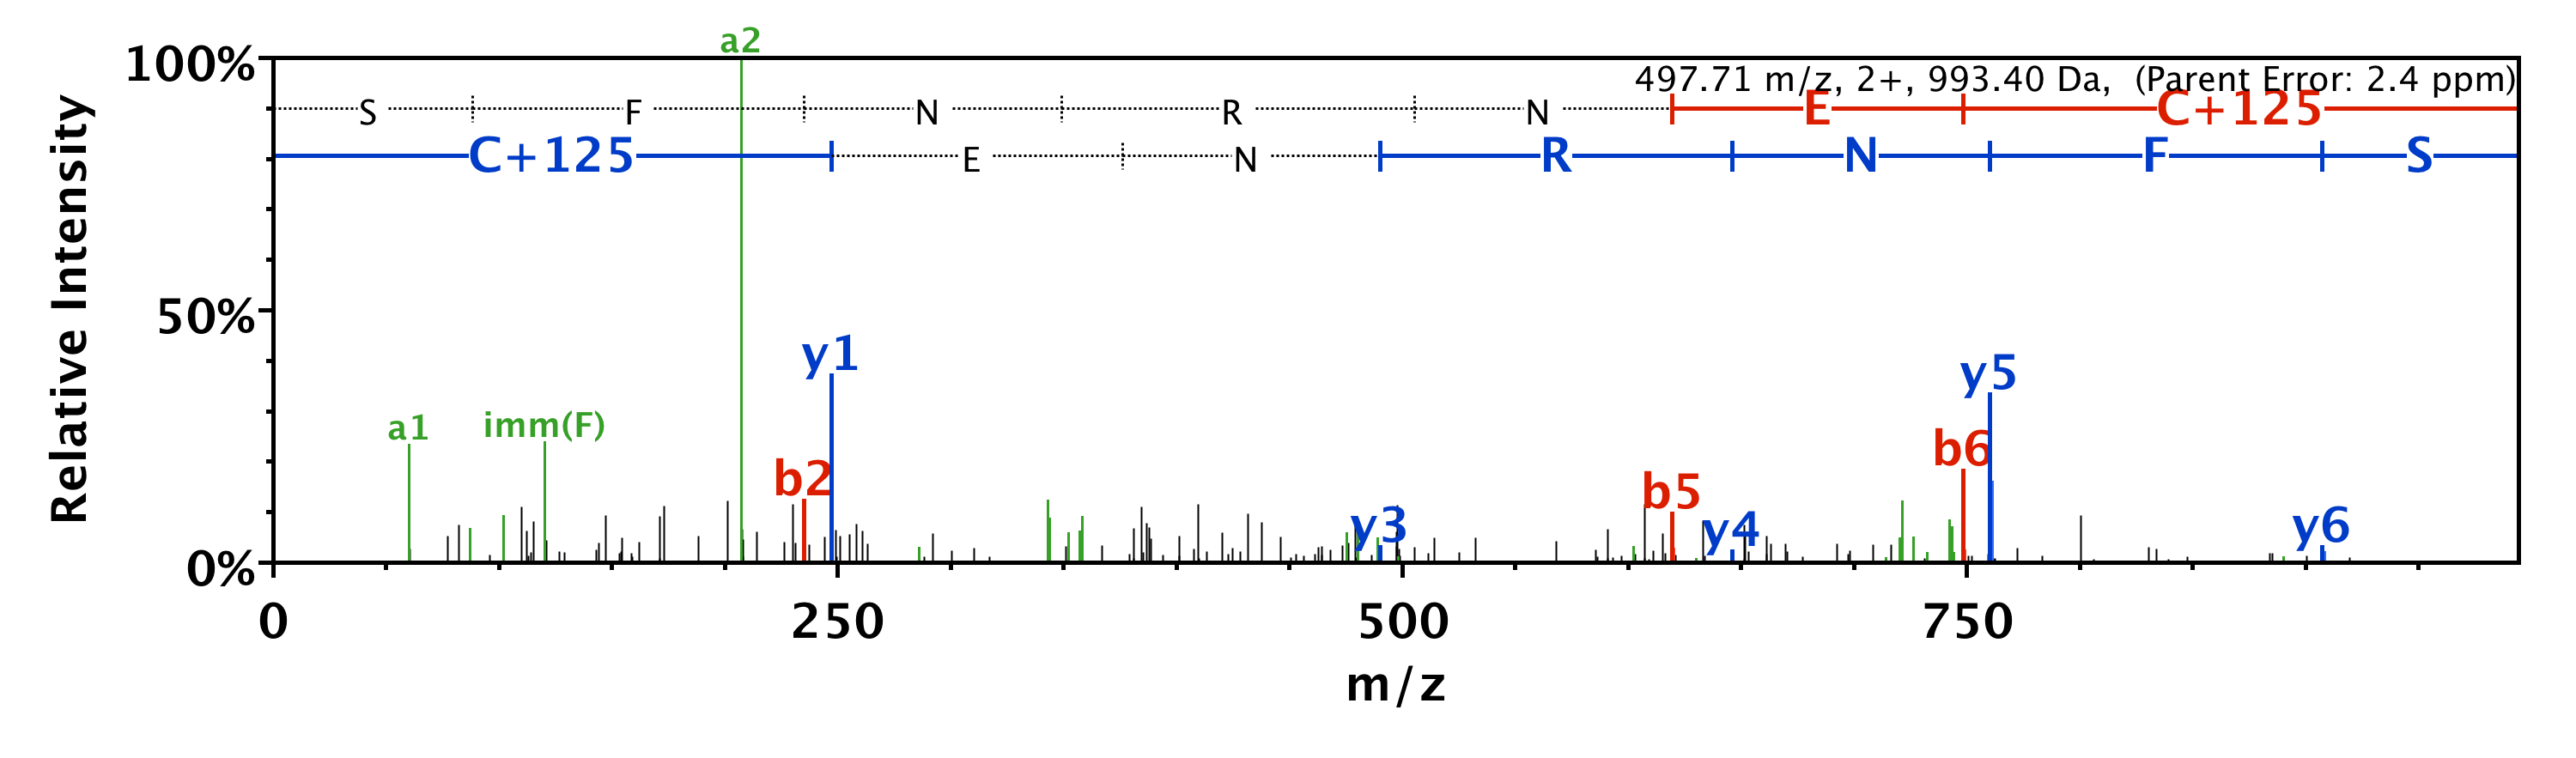 a2
100%
497.71 m/z, 2+, 993.40 Da, (Parent Error: 2.4 ppm)
S F N R N E C+125
C+125 E N R N F S
Relative Intensity
50%
y1
y5
a1 imm(F)
b6
b2
b5
y3 y4 y6
0%
0 250 500 750
m/z